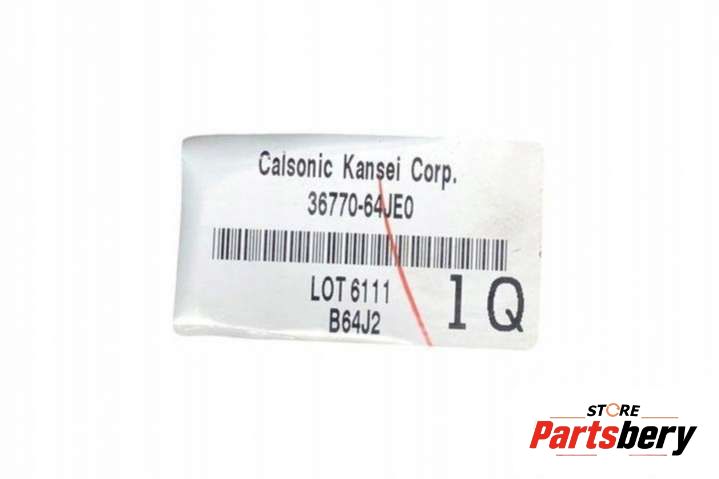 Calsonic Kansei Corp.
36770-64JE0
LOT 6111
B64J2
1Q
STORE
Partsbery